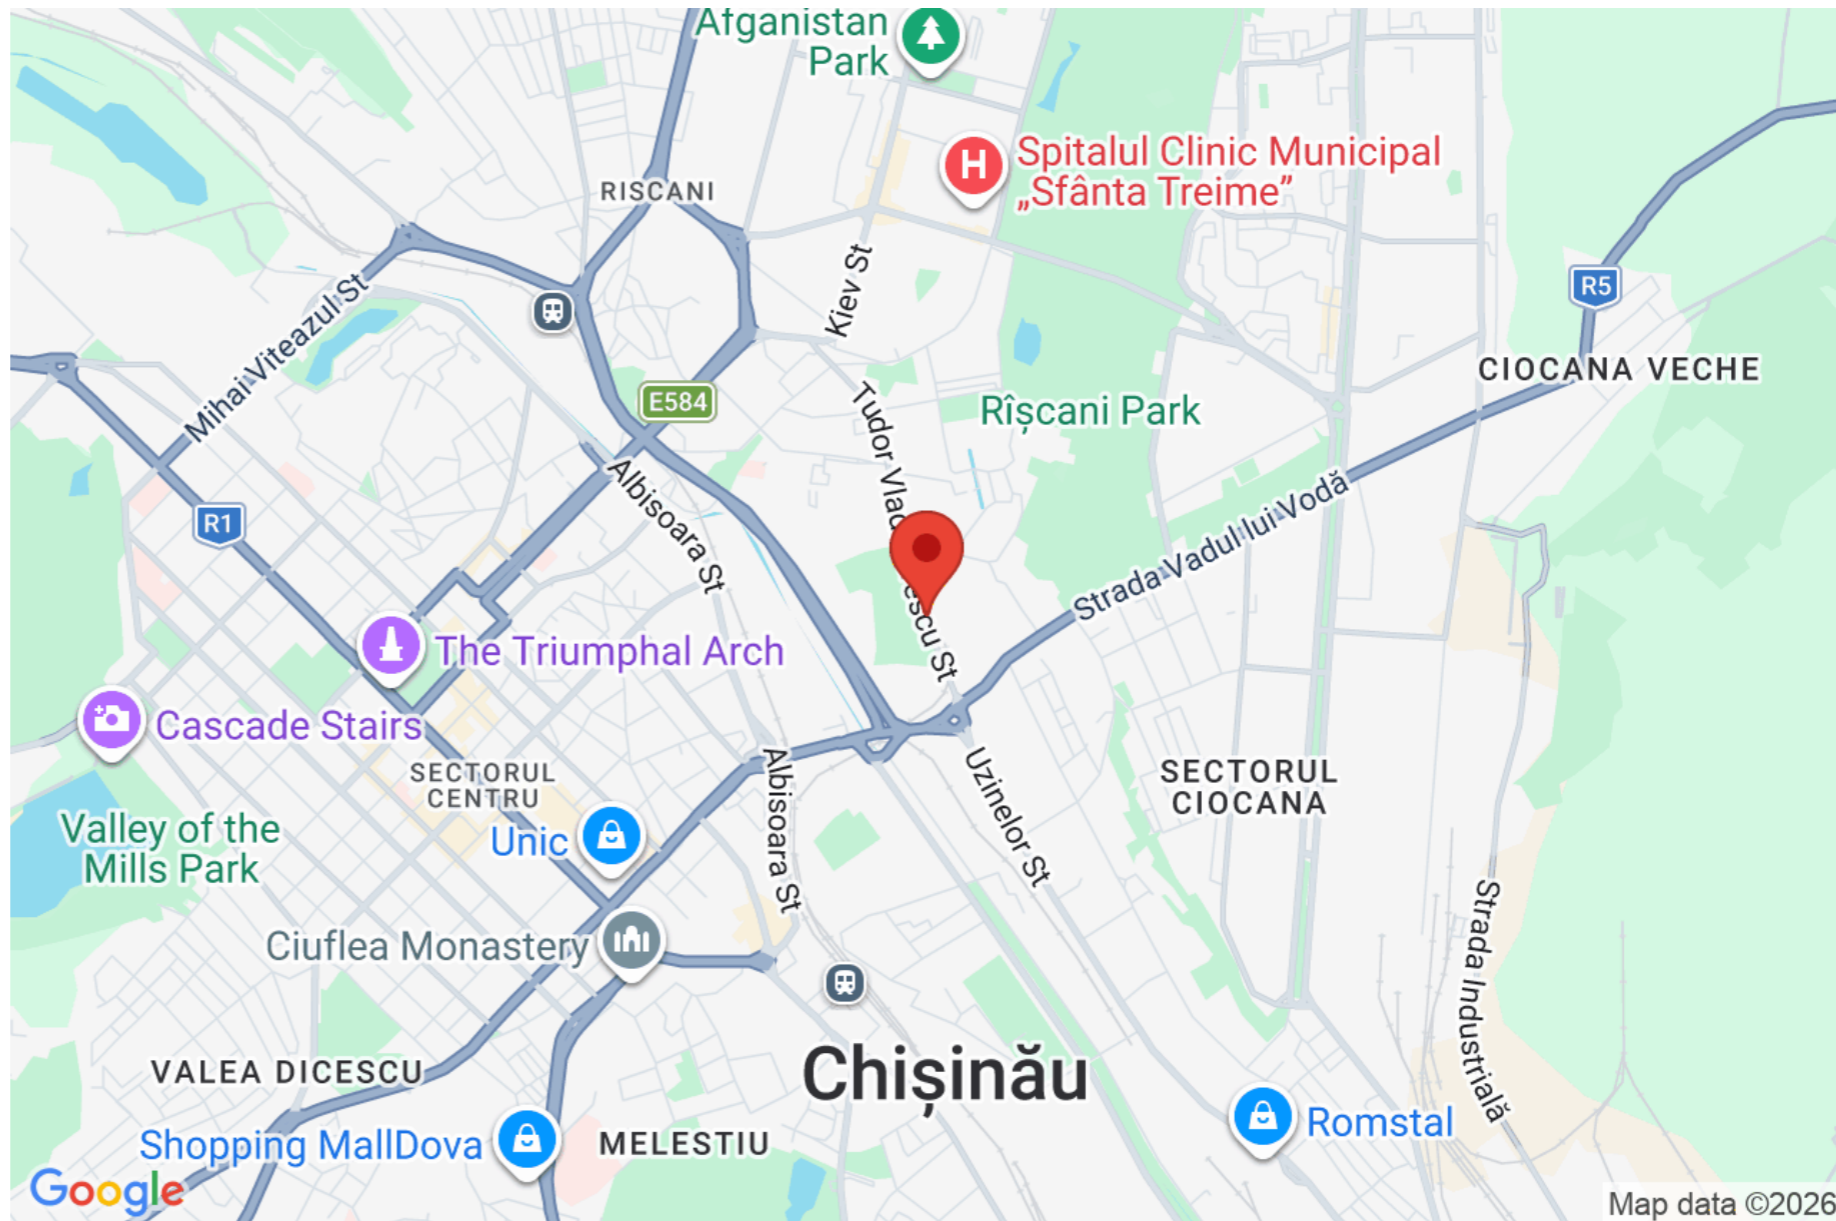 Afganistan
Park
H
Spitalul Clinic Municipal
„Sfânta Treime”
RISCANI
Kiev St
R5
Mihai Viteazul St
CIOCANA VECHE
E584
Tudor Vlad
escu St
Rîșcani Park
Albisoara St
R1
Strada Vadul lui Vodă
The Triumphal Arch
Cascade Stairs
SECTORUL
CENTRU
Albisoara St
Uzinelor St
SECTORUL
CIOCANA
Valley of the
Mills Park
Unic
Ciuflea Monastery
Strada Industrială
VALEA DICESCU
Chișinău
Shopping MallDova
MELESTIU
Romstal
Google
Map data ©2026